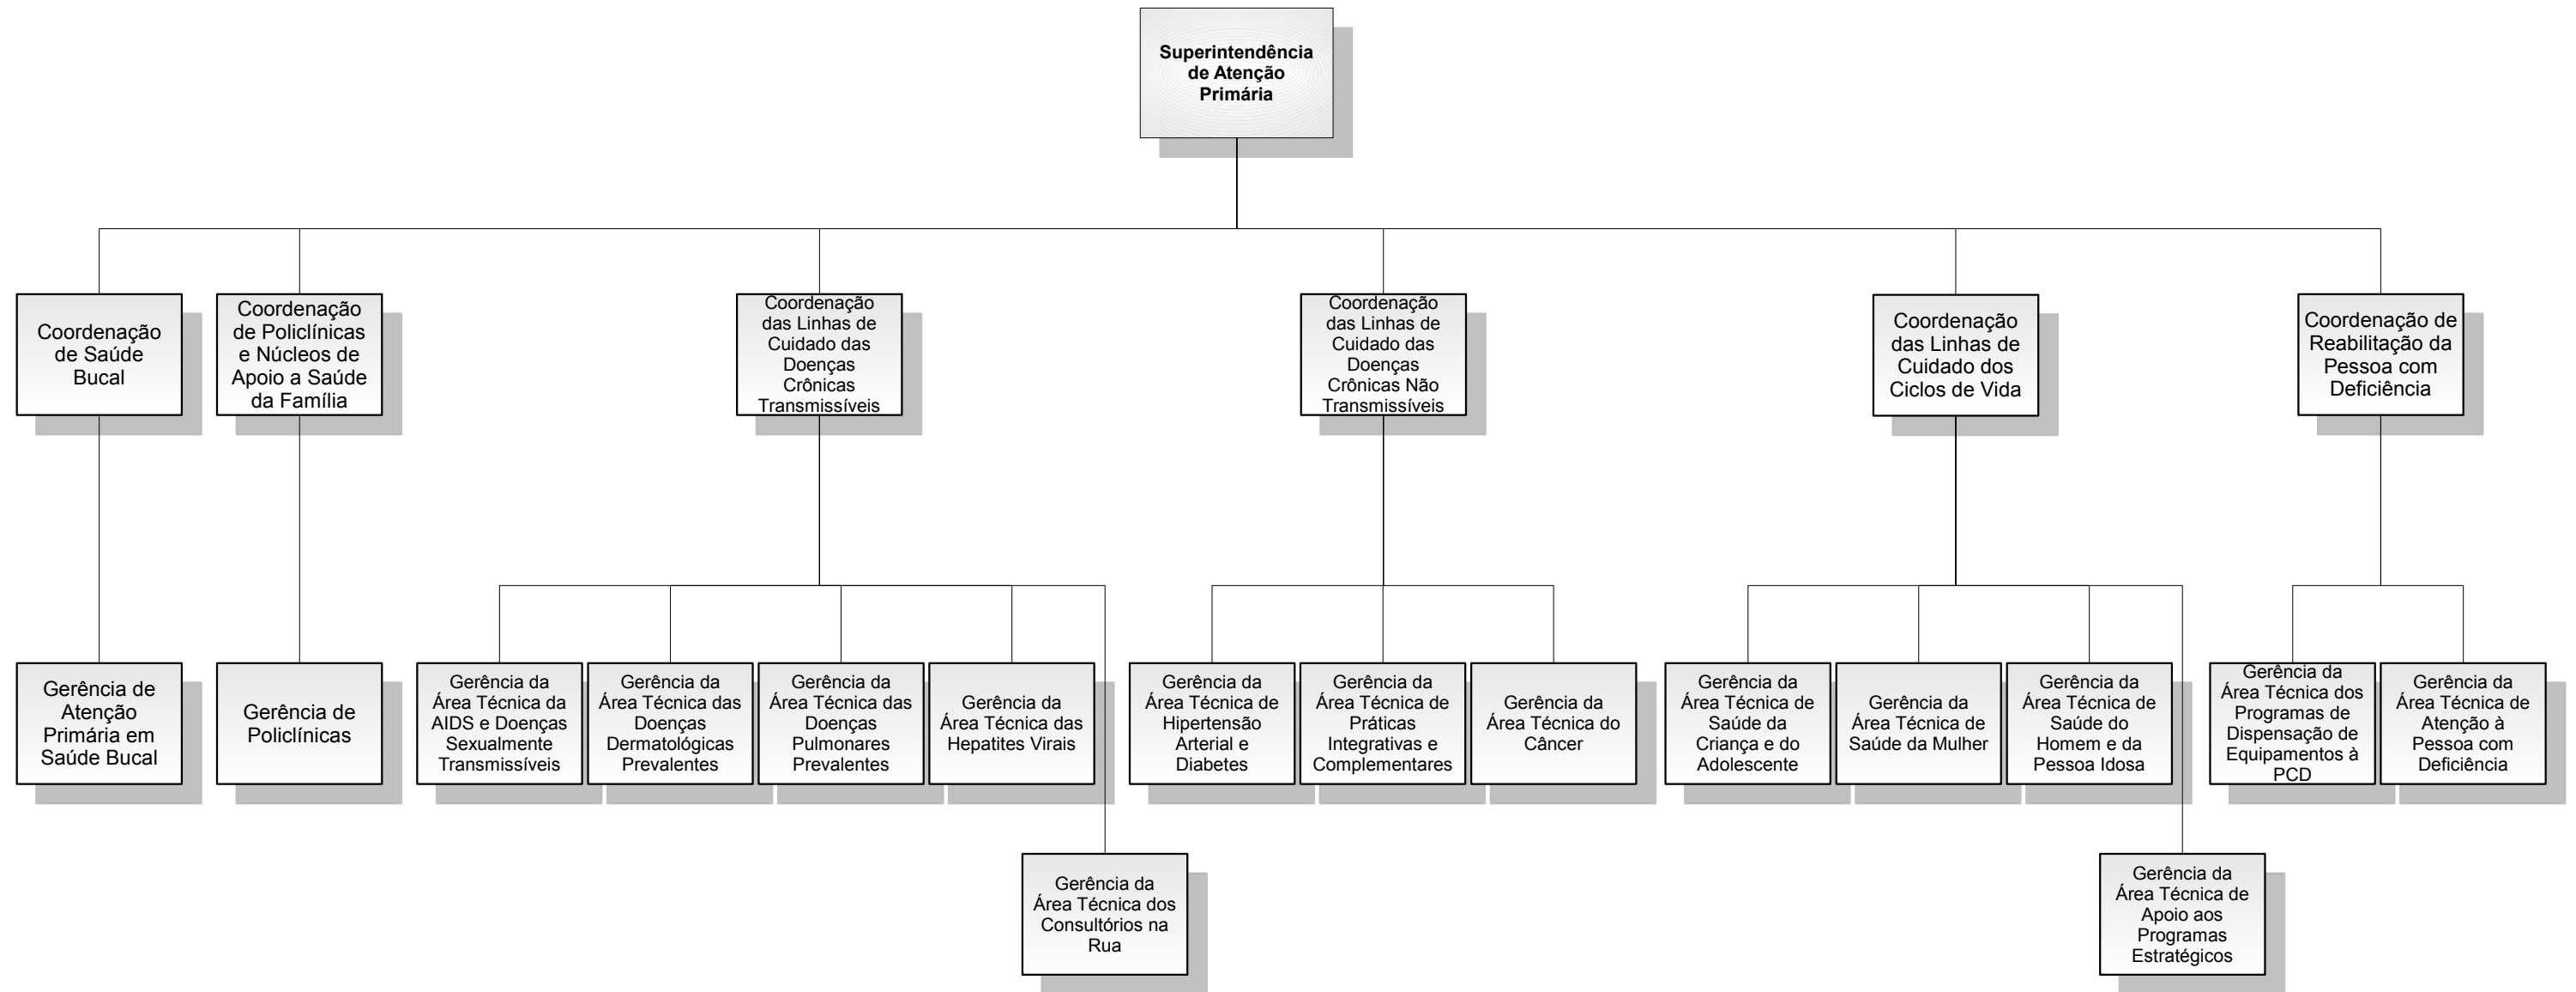 Superintendência
de Atenção
Primária
Coordenação
de Saúde
Bucal
Coordenação
de Policlínicas
e Núcleos de
Apoio a Saúde
da Família
Coordenação
das Linhas de
Cuidado das
Doenças
Crônicas
Transmissíveis
Coordenação
das Linhas de
Cuidado das
Doenças
Crônicas Não
Transmissíveis
Coordenação
das Linhas de
Cuidado dos
Ciclos de Vida
Coordenação de
Reabilitação da
Pessoa com
Deficiência
Gerência de
Atenção
Primária em
Saúde Bucal
Gerência de
Policlínicas
Gerência da
Área Técnica da
AIDS e Doenças
Sexualmente
Transmissíveis
Gerência da
Área Técnica das
Doenças
Dermatológicas
Prevalentes
Gerência da
Área Técnica das
Doenças
Pulmonares
Prevalentes
Gerência da
Área Técnica das
Hepatites Virais
Gerência da
Área Técnica de
Hipertensão
Arterial e
Diabetes
Gerência da
Área Técnica de
Práticas
Integrativas e
Complementares
Gerência da
Área Técnica do
Câncer
Gerência da
Área Técnica de
Saúde da
Criança e do
Adolescente
Gerência da
Área Técnica de
Saúde da Mulher
Gerência da
Área Técnica de
Saúde do
Homem e da
Pessoa Idosa
Gerência da
Área Técnica dos
Programas de
Dispensação de
Equipamentos à
PCD
Gerência da
Área Técnica de
Atenção à
Pessoa com
Deficiência
Gerência da
Área Técnica dos
Consultórios na
Rua
Gerência da
Área Técnica de
Apoio aos
Programas
Estratégicos